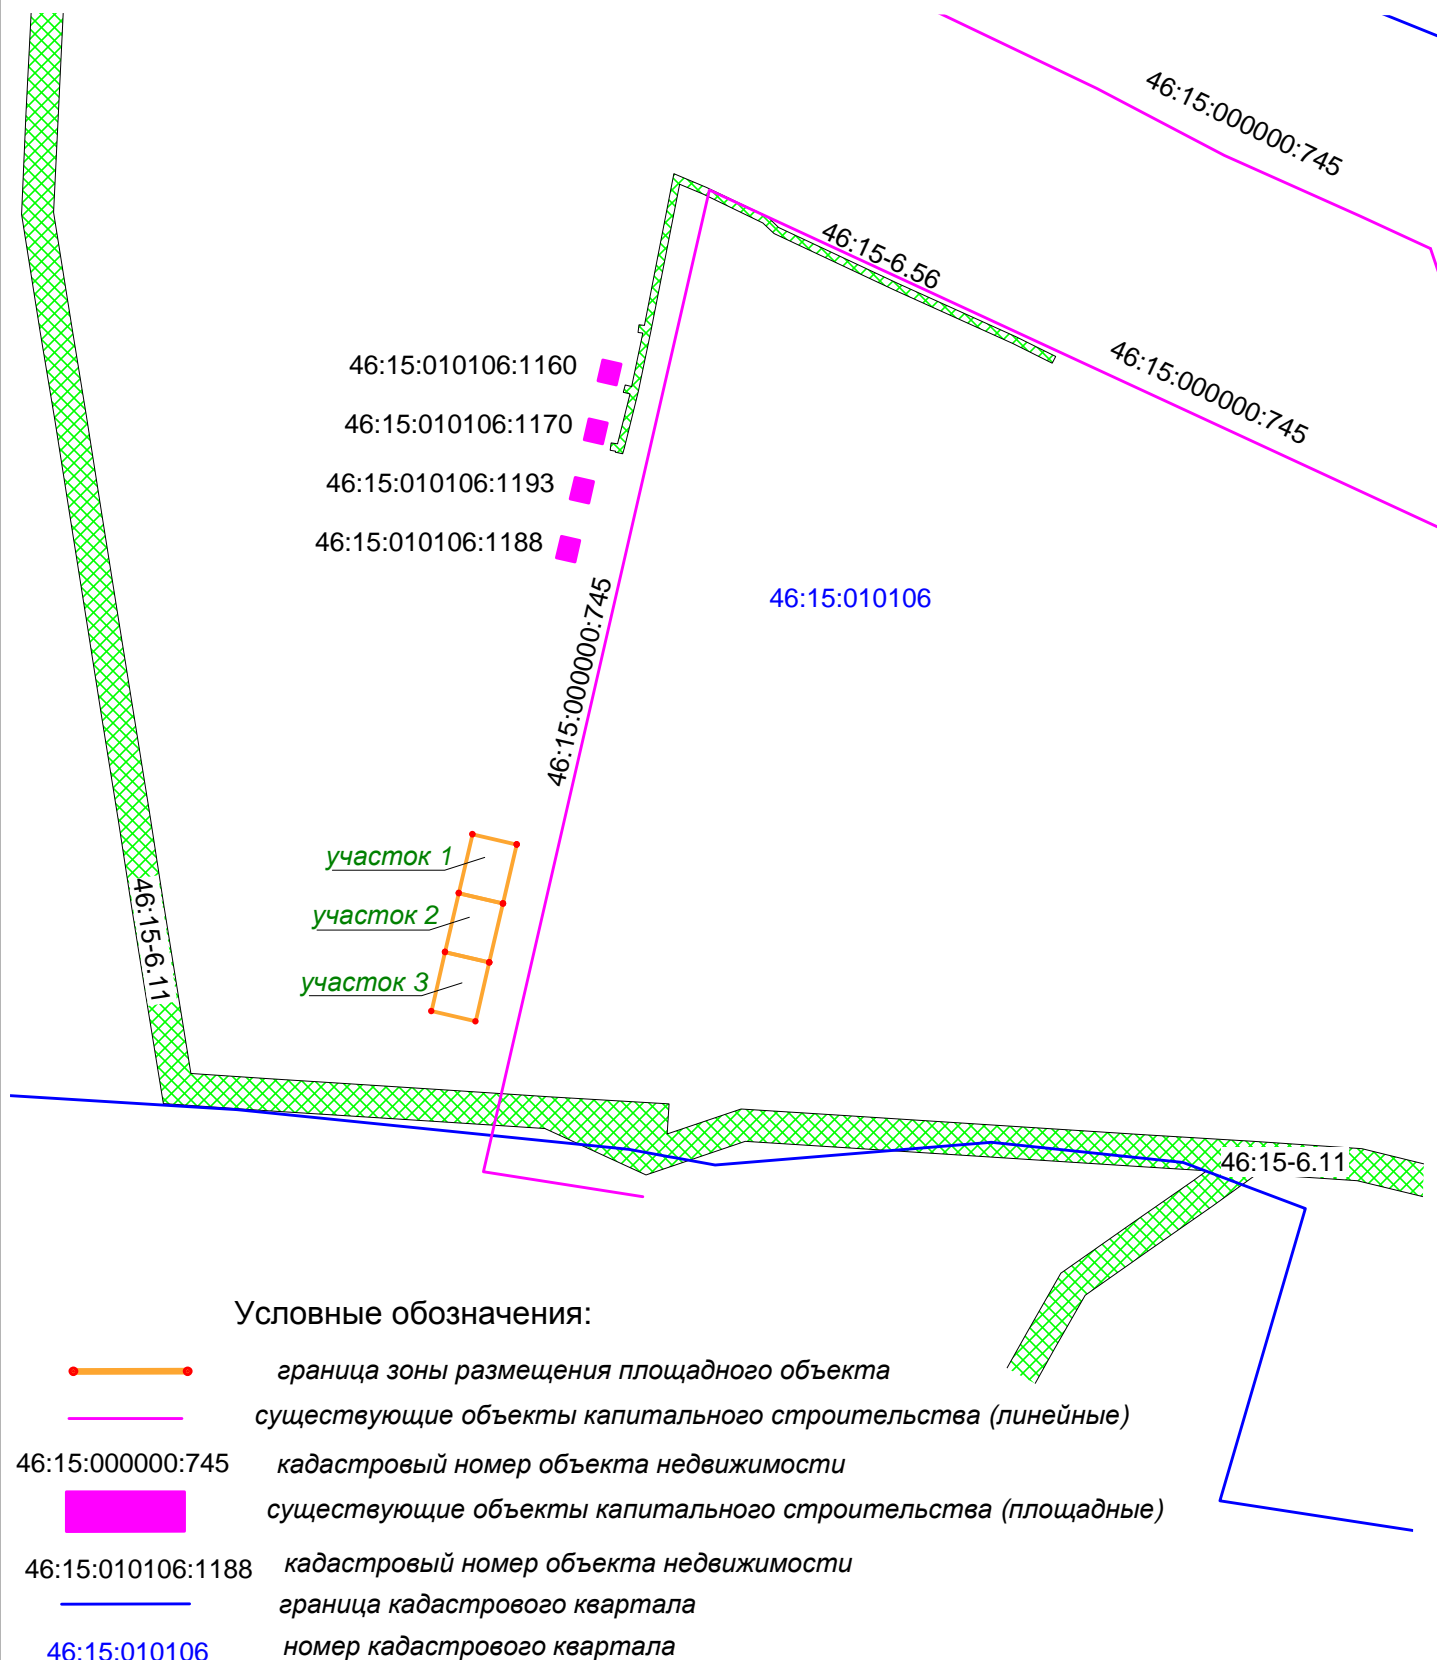 46:15:000000:745
46:15-6.56
46:15:000000:745
46:15:010106:1160
46:15:010106:1170
46:15:010106:1193
46:15:010106:1188
46:15:000000:745
46:15:010106
участок 1
участок 2
участок 3
46:15-6.11
46:15-6.11
Условные обозначения:
граница зоны размещения площадного объекта
существующие объекты капитального строительства (линейные)
46:15:000000:745 кадастровый номер объекта недвижимости
существующие объекты капитального строительства (площадные)
46:15:010106:1188 кадастровый номер объекта недвижимости
граница кадастрового квартала
46:15:010106 номер кадастрового квартала